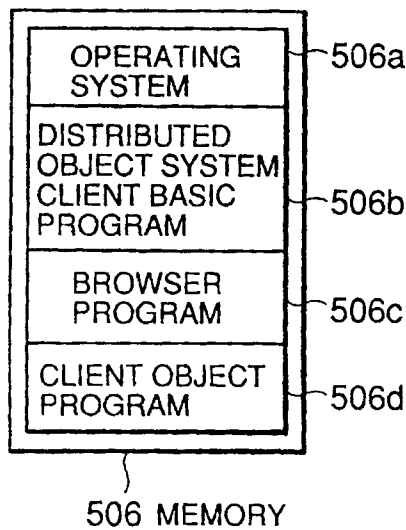 OPERATING
SYSTEM
506a
DISTRIBUTED
OBJECT SYSTEM
CLIENT BASIC
PROGRAM
506b
BROWSER
PROGRAM
506c
CLIENT OBJECT
PROGRAM
506d
506 MEMORY